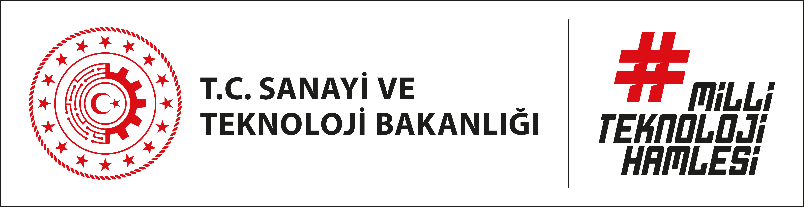 T.C. SANAYİ VE
TEKNOLOJİ BAKANLIĞI
#
MİLLİ
TEKNOLOJİ
HAMLESİ